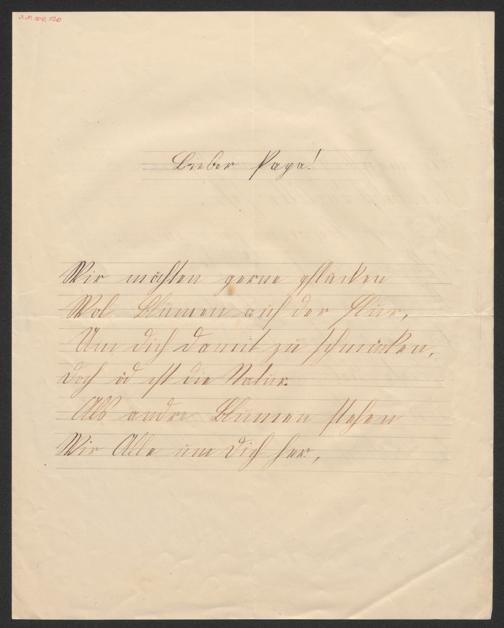 Lieber Papa!
Wir möchten gerne pflücken
Wol Blumen auf der Flur,
Um dich damit zu schmücken,
Doch öd ist die Natur.
Als andre Blumen stehen
Wir Alle um Dich her,